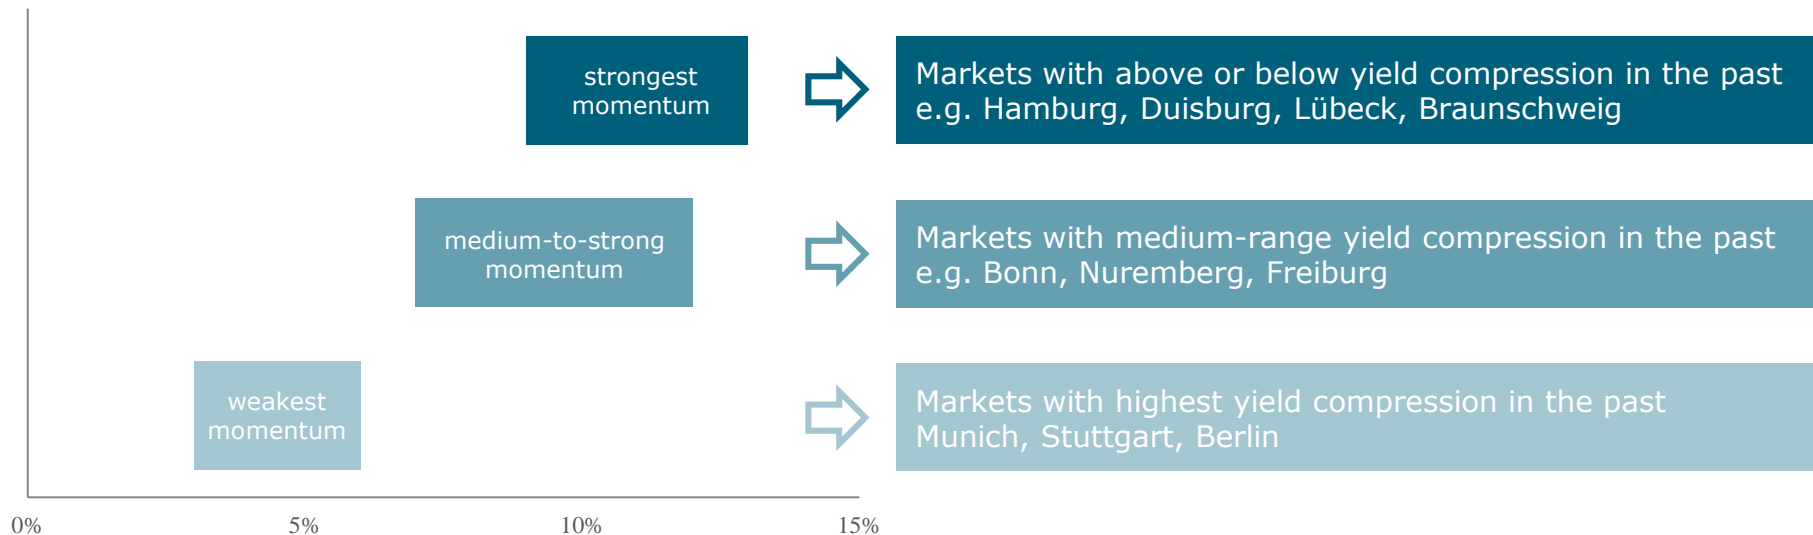 strongest
momentum
Markets with above or below yield compression in the past
e.g. Hamburg, Duisburg, Lübeck, Braunschweig
medium-to-strong
momentum
Markets with medium-range yield compression in the past
e.g. Bonn, Nuremberg, Freiburg
weakest
momentum
Markets with highest yield compression in the past
Munich, Stuttgart, Berlin
0%
5%
10%
15%